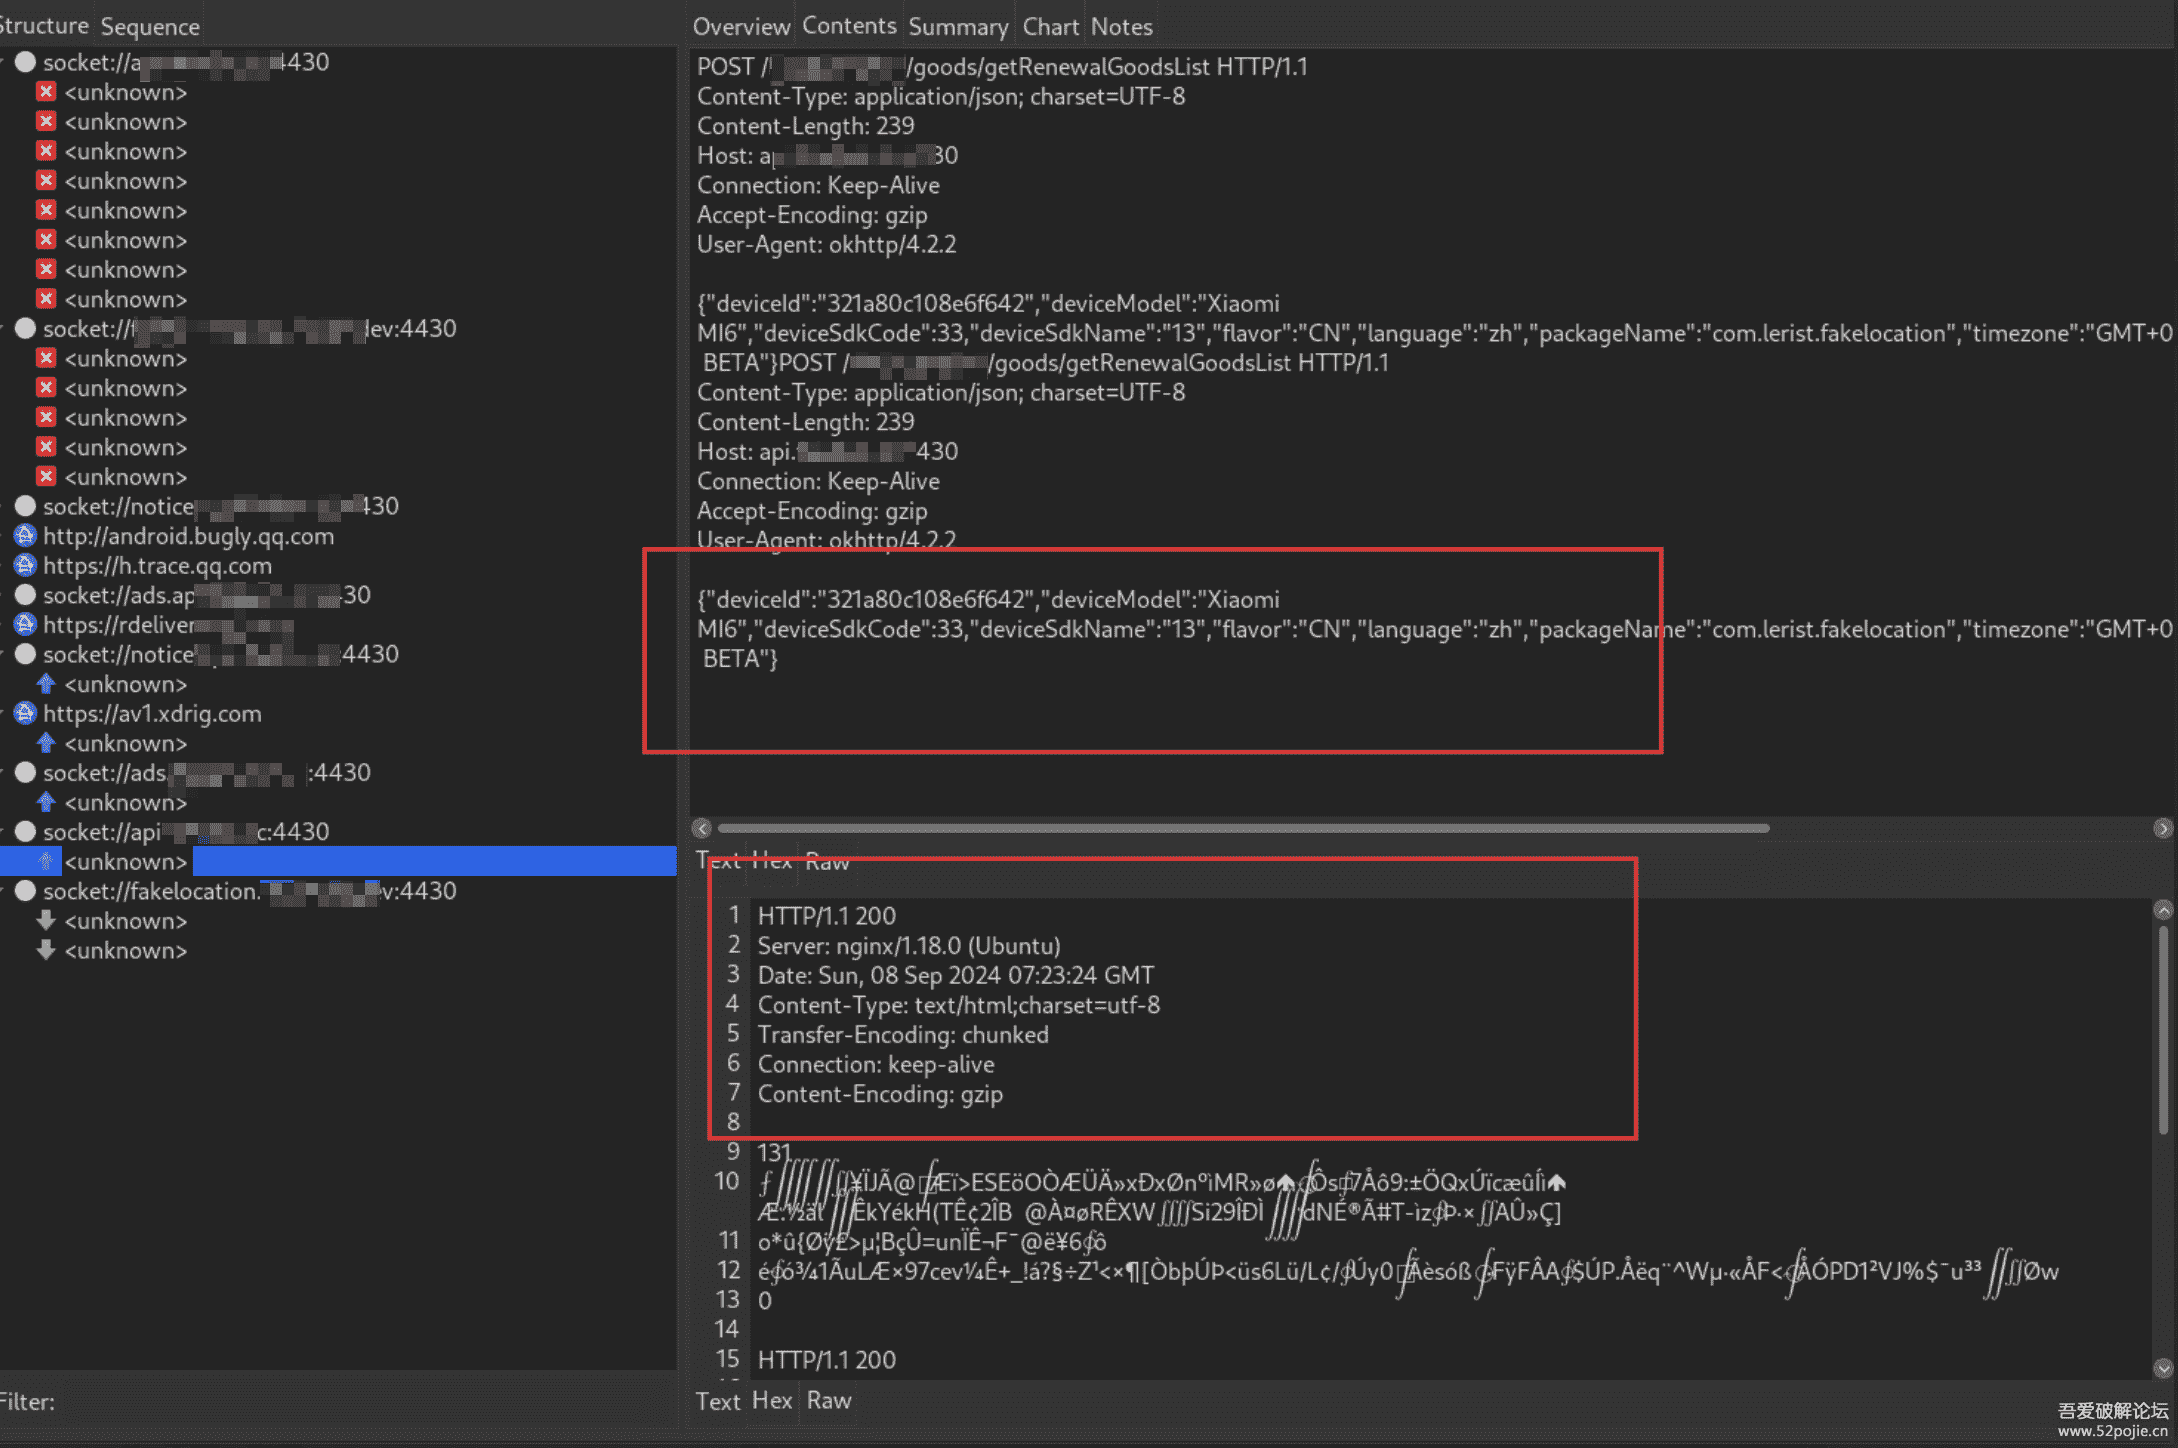 Structure Sequence
socket://a 4430
<unknown>
<unknown>
<unknown>
<unknown>
<unknown>
<unknown>
<unknown>
<unknown>
socket:// dev:4430
<unknown>
<unknown>
<unknown>
<unknown>
<unknown>
socket://notice 430
http://android.bugly.qq.com
https://h.trace.qq.com
socket://ads.ap 30
https://rdeliver
socket://notice 4430
<unknown>
https://av1.xdrig.com
<unknown>
socket://ads. :4430
<unknown>
socket://api c:4430
<unknown>
socket://fakelocation. v:4430
<unknown>
<unknown>
Filter:
Overview Contents Summary Chart Notes
POST / /goods/getRenewalGoodsList HTTP/1.1
Content-Type: application/json; charset=UTF-8
Content-Length: 239
Host: ap 30
Connection: Keep-Alive
Accept-Encoding: gzip
User-Agent: okhttp/4.2.2
{"deviceId":"321a80c108e6f642","deviceModel":"Xiaomi
MI6","deviceSdkCode":33,"deviceSdkName":"13","flavor":"CN","language":"zh","packageName":"com.lerist.fakelocation","timezone":"GMT+0
BETA"}POST / /goods/getRenewalGoodsList HTTP/1.1
Content-Type: application/json; charset=UTF-8
Content-Length: 239
Host: api. 430
Connection: Keep-Alive
Accept-Encoding: gzip
User-Agent: okhttp/4.2.2
{"deviceId":"321a80c108e6f642","deviceModel":"Xiaomi
MI6","deviceSdkCode":33,"deviceSdkName":"13","flavor":"CN","language":"zh","packageName":"com.lerist.fakelocation","timezone":"GMT+0
BETA"}
Text Hex Raw
1 HTTP/1.1 200
2 Server: nginx/1.18.0 (Ubuntu)
3 Date: Sun, 08 Sep 2024 07:23:24 GMT
4 Content-Type: text/html;charset=utf-8
5 Transfer-Encoding: chunked
6 Connection: keep-alive
7 Content-Encoding: gzip
8
9 131
10
11
12
13 0
14
15 HTTP/1.1 200
Text Hex Raw
吾爱破解论坛
www.52pojie.cn